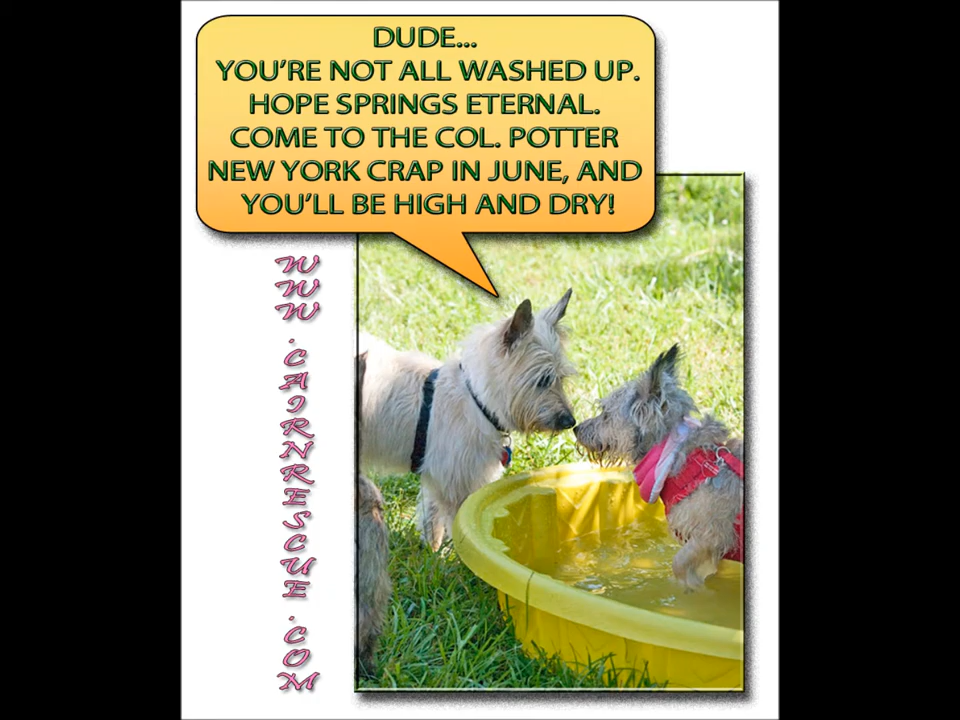 DUDE...
YOU'RE NOT ALL WASHED UP.
HOPE SPRINGS ETERNAL.
COME TO THE COL. POTTER
NEW YORK CRAP IN JUNE, AND
YOU'LL BE HIGH AND DRY!
WWW.CAIRNRESCUE.COM